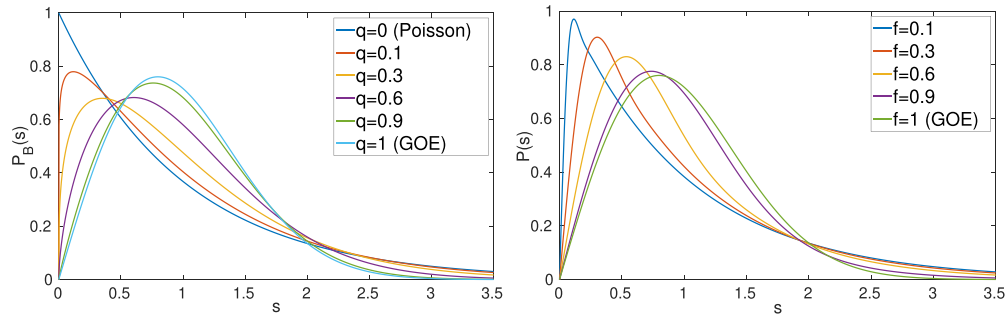 1
0.8
0.6
0.4
0.2
0
P_B(s)
0 0.5 1 1.5 2 2.5 3 3.5
s
q=0 (Poisson)
q=0.1
q=0.3
q=0.6
q=0.9
q=1 (GOE)
1
0.8
0.6
0.4
0.2
0
P(s)
0 0.5 1 1.5 2 2.5 3 3.5
s
f=0.1
f=0.3
f=0.6
f=0.9
f=1 (GOE)